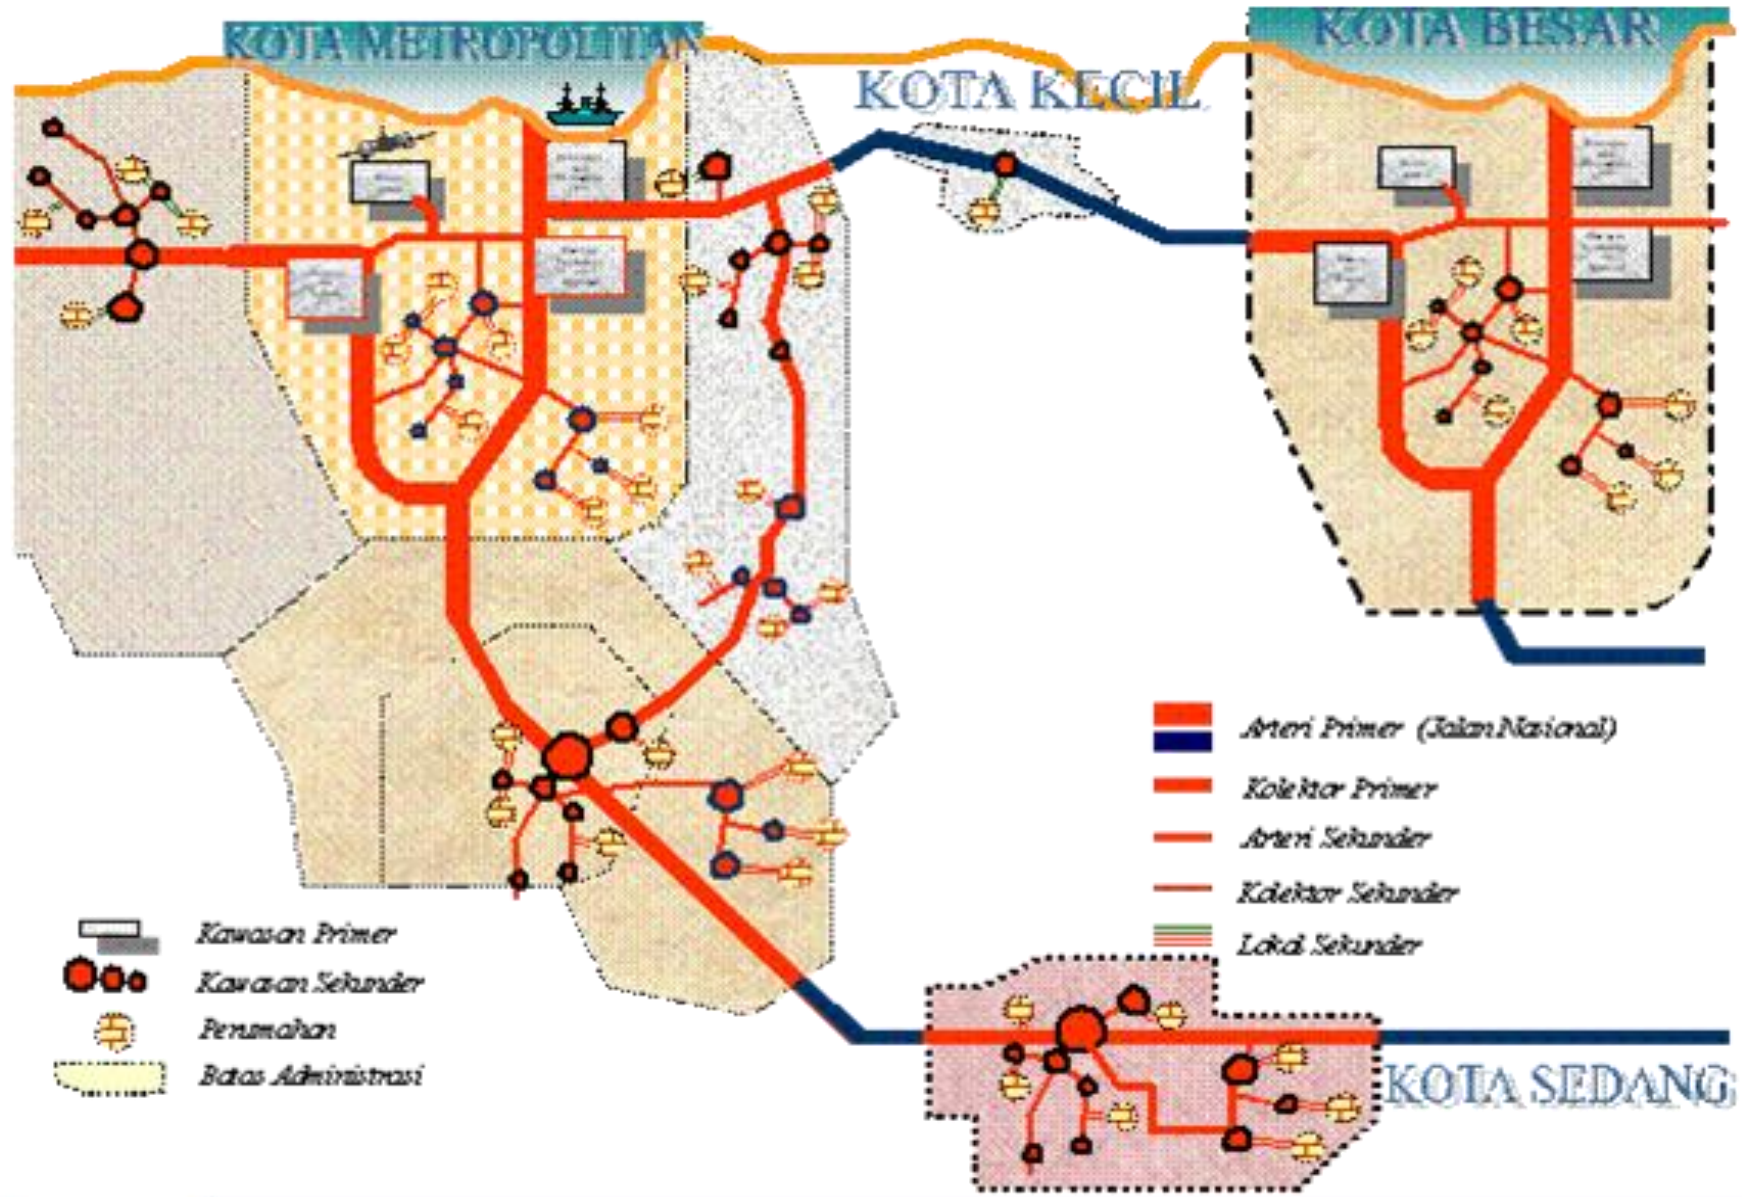 KOTA METROPOLITAN
KOTA KECIL
KOTA BESAR
Arteri Primer (Jalan Nasional)
Kolektor Primer
Arteri Sekunder
Kolektor Sekunder
Lokal Sekunder
Kawasan Primer
Kawasan Sekunder
Perumahan
Batas Administrasi
KOTA SEDANG